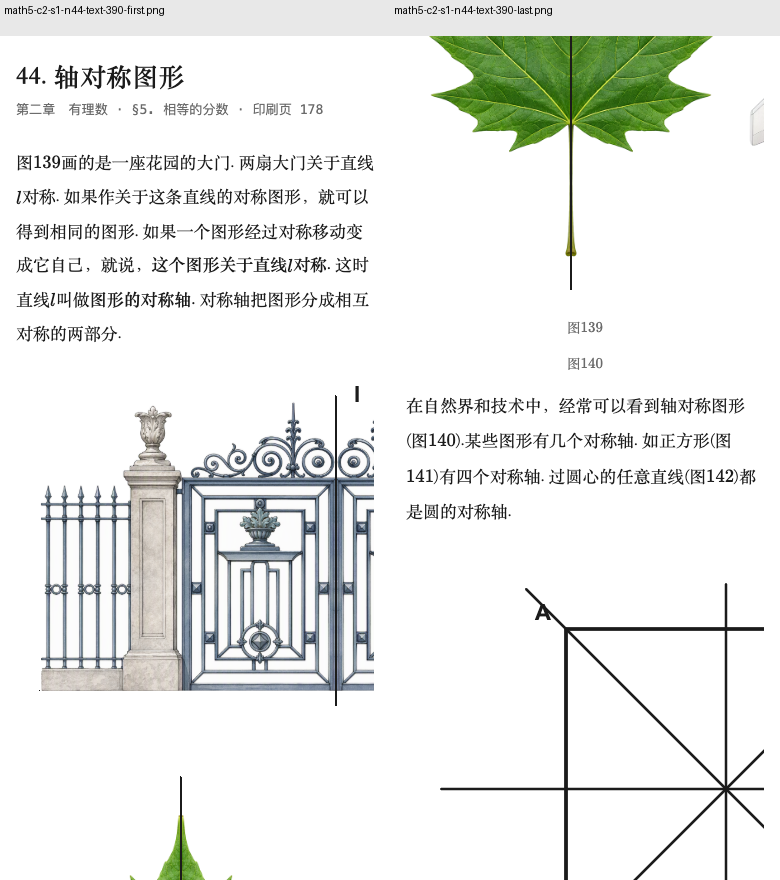 math5-c2-s1-n44-text-390-first.png
44. 轴对称图形
第二章 有理数 · §5. 相等的分数 · 印刷页 178
图139画的是一座花园的大门. 两扇大门关于直线
l对称. 如果作关于这条直线的对称图形，就可以
得到相同的图形. 如果一个图形经过对称移动变
成它自己，就说，这个图形关于直线l对称. 这时
直线l叫做图形的对称轴. 对称轴把图形分成相互
对称的两部分.
l
math5-c2-s1-n44-text-390-last.png
图139
图140
在自然界和技术中，经常可以看到轴对称图形
(图140).某些图形有几个对称轴. 如正方形(图
141)有四个对称轴. 过圆心的任意直线(图142)都
是圆的对称轴.
A